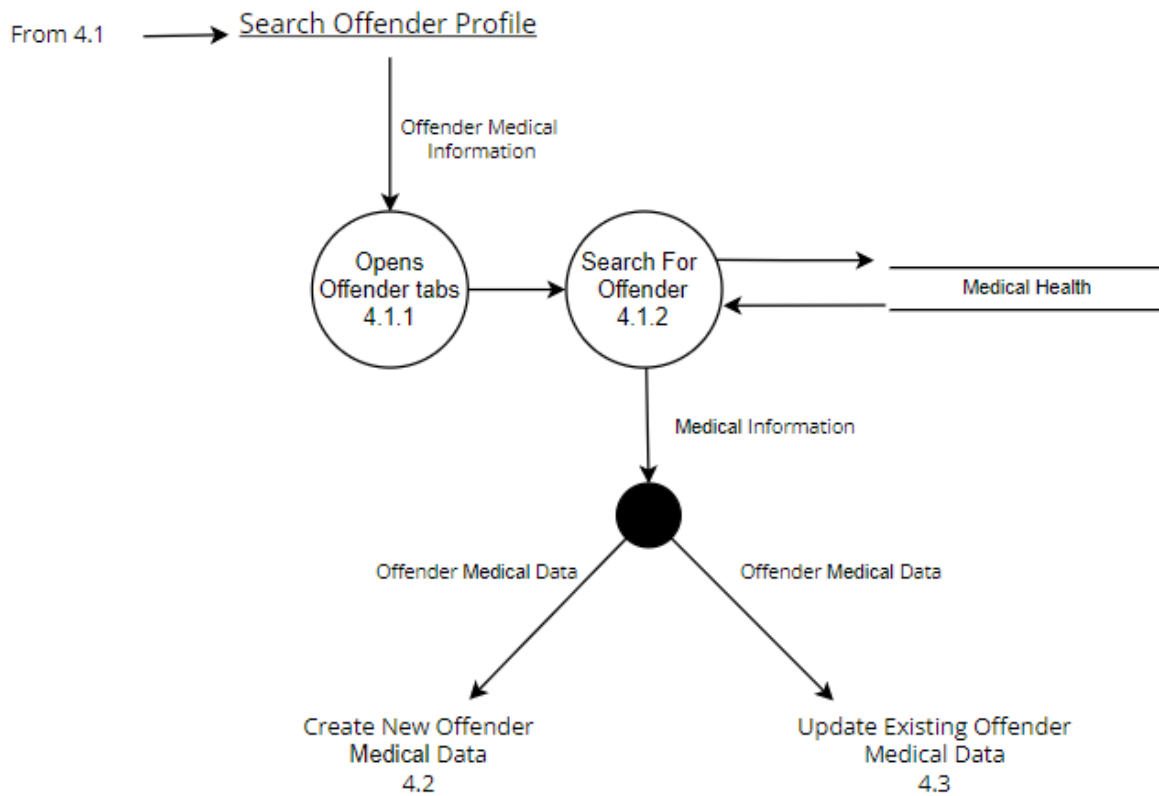 From 4.1
Search Offender Profile
Offender Medical
Information
Opens
Offender tabs
4.1.1
Search For
Offender
4.1.2
Medical Health
Medical Information
Offender Medical Data
Offender Medical Data
Create New Offender
Medical Data
4.2
Update Existing Offender
Medical Data
4.3